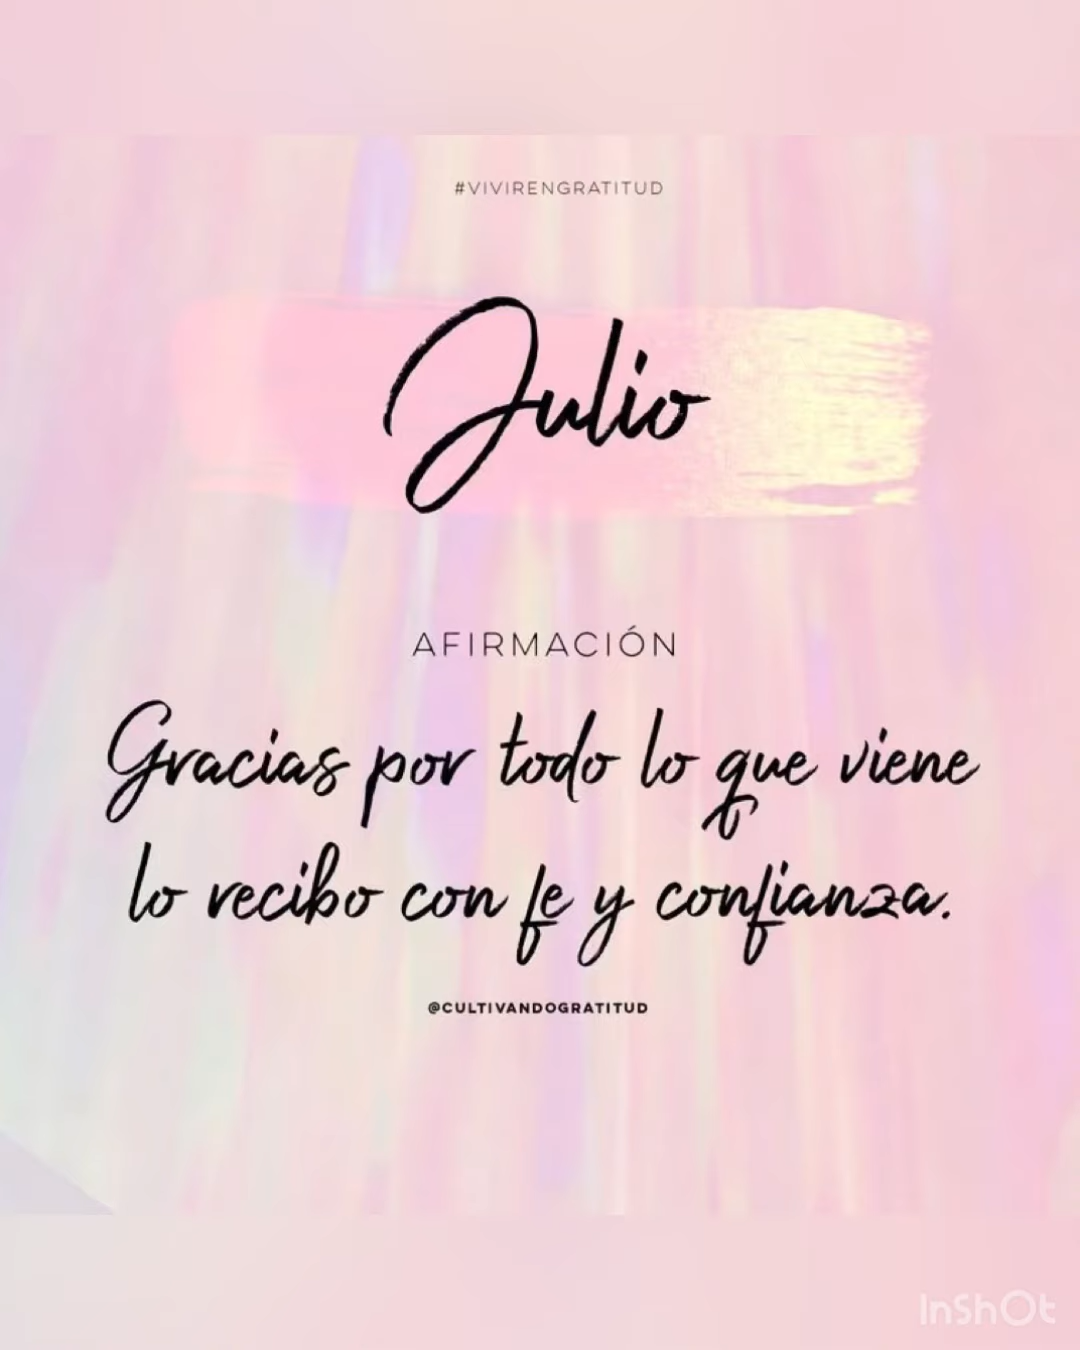 #VIVIRENGRATITUD
Julio
AFIRMACIÓN
Gracias por todo lo que viene
lo recibo con fe y confianza.
@CULTIVANDOGRATITUD
InShOt